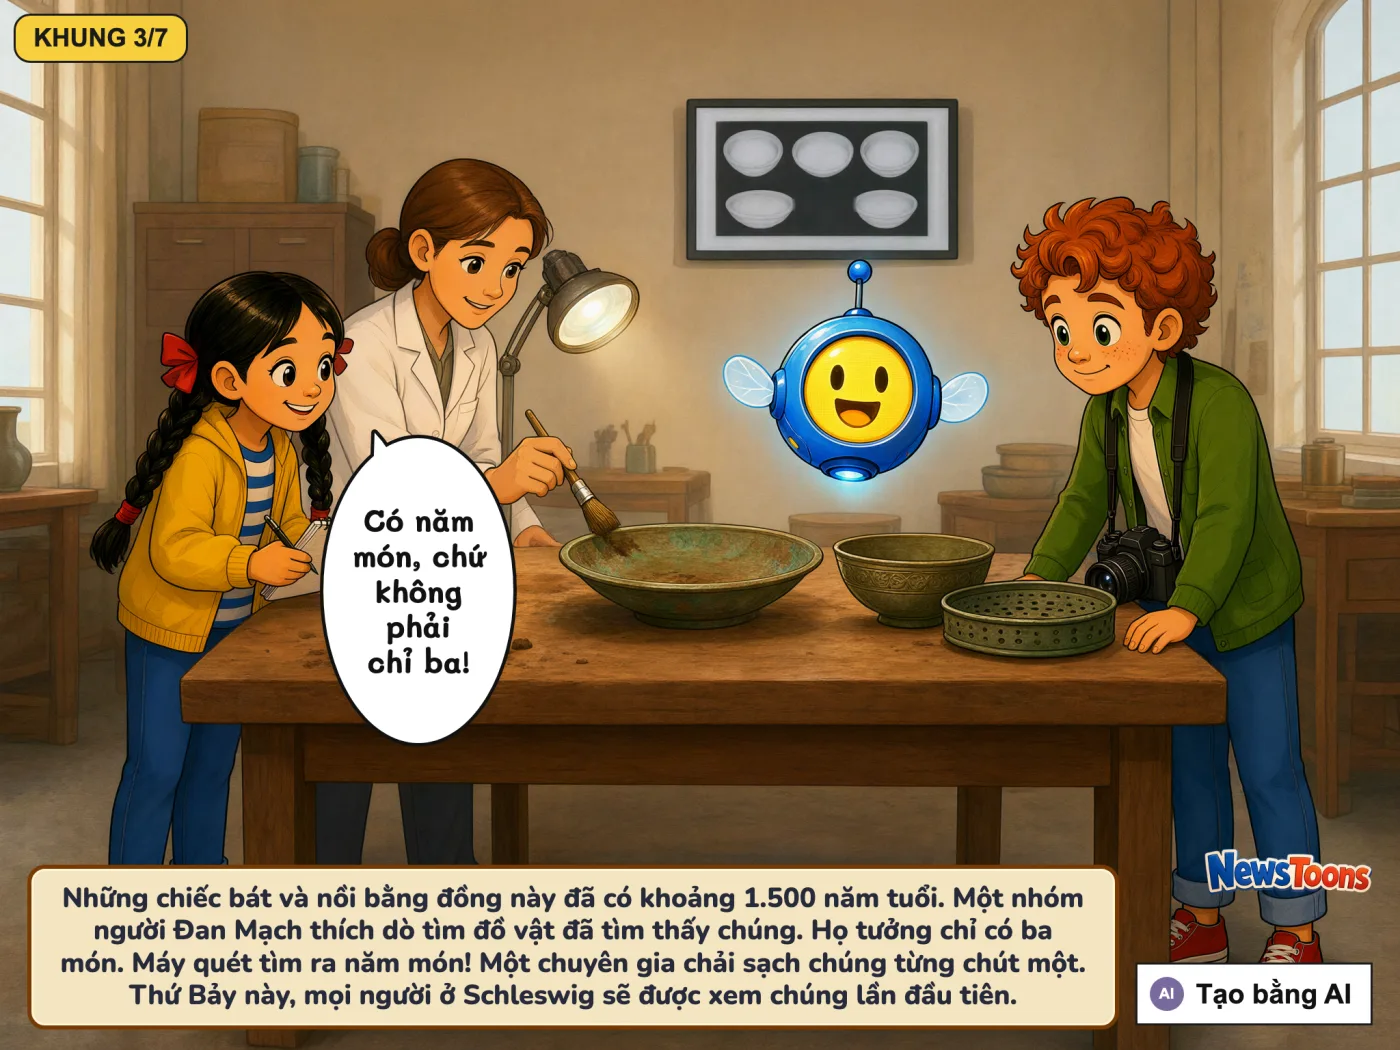 KHUNG 3/7
Có năm
món, chứ
không
phải
chỉ ba!
Những chiếc bát và nồi bằng đồng này đã có khoảng 1.500 năm tuổi. Một nhóm
người Đan Mạch thích dò tìm đồ vật đã tìm thấy chúng. Họ tưởng chỉ có ba
món. Máy quét tìm ra năm món! Một chuyên gia chải sạch chúng từng chút một.
Thứ Bảy này, mọi người ở Schleswig sẽ được xem chúng lần đầu tiên.
NewsToons
AI Tạo bằng AI